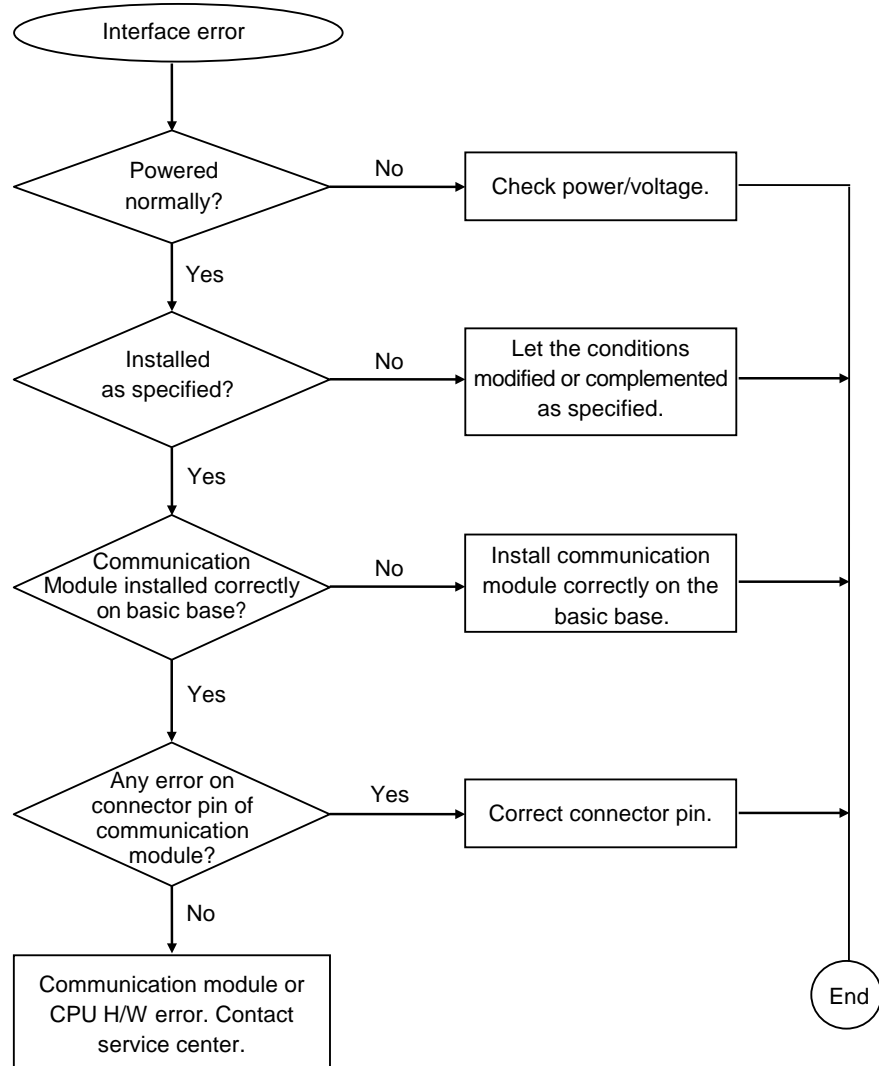 Interface error
Powered
normally?
No
Check power/voltage.
Yes
Installed
as specified?
No
Let the conditions
modified or complemented
as specified.
Yes
Communication
Module installed correctly
on basic base?
No
Install communication
module correctly on the
basic base.
Yes
Any error on
connector pin of
communication
module?
Yes
Correct connector pin.
No
Communication module or
CPU H/W error. Contact
service center.
End